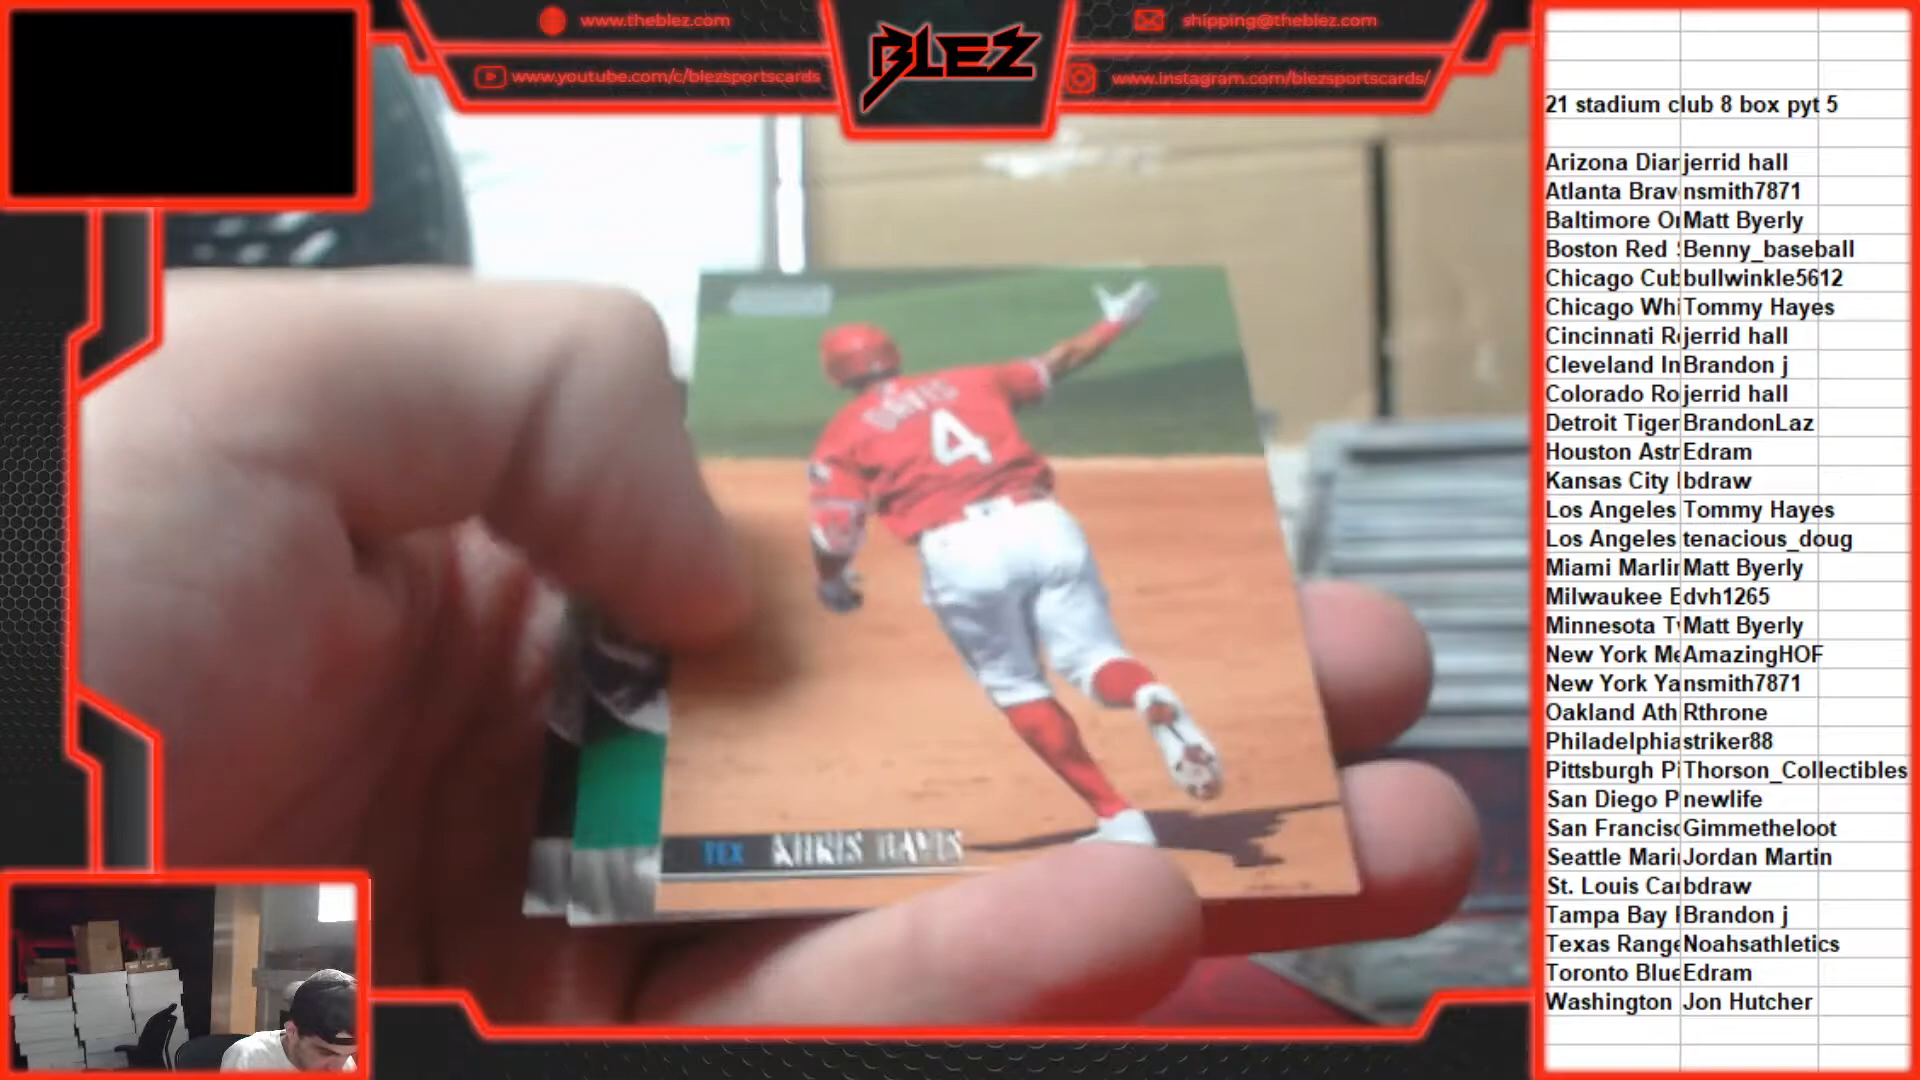 www.theblez.com
www.youtube.com/c/blezsportscards
BLEZ
shipping@theblez.com
www.instagram.com/blezsportscards/
DAVIS
4
TEX KHRIS DAVIS
21 stadium club 8 box pyt 5
Arizona Diar jerrid hall
Atlanta Brav nsmith7871
Baltimore Or Matt Byerly
Boston Red S Benny_baseball
Chicago Cub bullwinkle5612
Chicago Whi Tommy Hayes
Cincinnati Re jerrid hall
Cleveland In Brandon j
Colorado Ro jerrid hall
Detroit Tiger BrandonLaz
Houston Astr Edram
Kansas City bdraw
Los Angeles Tommy Hayes
Los Angeles tenacious_doug
Miami Marlin Matt Byerly
Milwaukee B dvh1265
Minnesota Tw Matt Byerly
New York Me AmazingHOF
New York Ya nsmith7871
Oakland Ath Rthrone
Philadelphia striker88
Pittsburgh Pi Thorson_Collectibles
San Diego P newlife
San Francisc Gimmetheloot
Seattle Mari Jordan Martin
St. Louis Car bdraw
Tampa Bay Brandon j
Texas Range Noahsathletics
Toronto Blue Edram
Washington Jon Hutcher